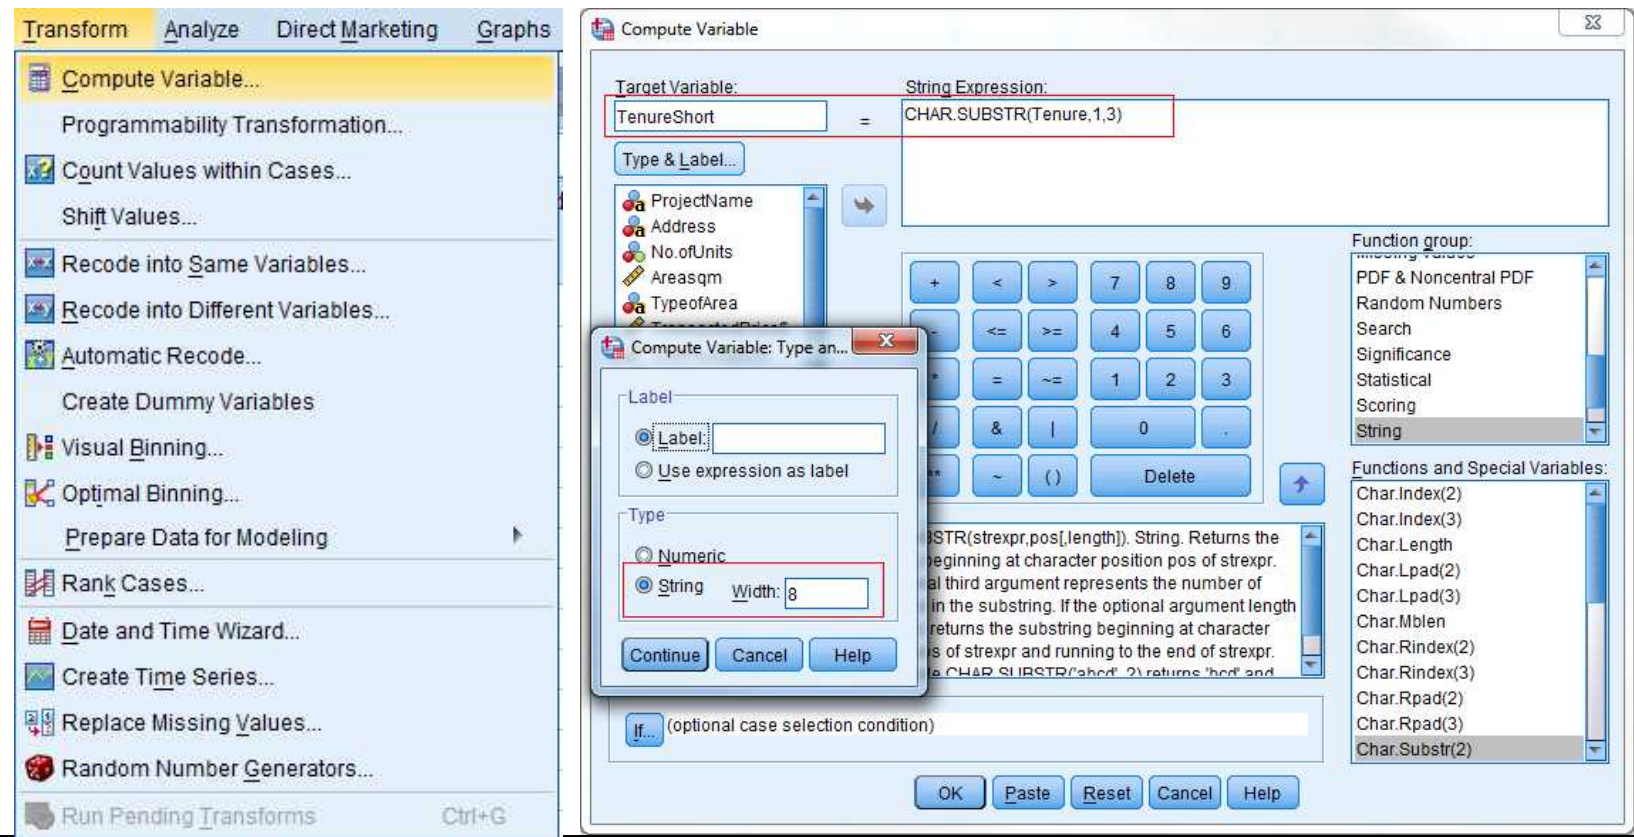 Transform Analyze Direct Marketing Graphs
Compute Variable...
Programmability Transformation...
Count Values within Cases...
Shift Values...
Recode into Same Variables...
Recode into Different Variables...
Automatic Recode...
Create Dummy Variables
Visual Binning...
Optimal Binning...
Prepare Data for Modeling
Rank Cases...
Date and Time Wizard...
Create Time Series...
Replace Missing Values...
Random Number Generators...
Run Pending Transforms Ctrl+G
Compute Variable
Target Variable:
TenureShort
=
String Expression:
CHAR.SUBSTR(Tenure,1,3)
Type & Label...
ProjectName
Address
No.ofUnits
Areasqm
TypeofArea
Compute Variable: Type an...
Label
Label:
Use expression as label
Type
Numeric
String Width: 8
Continue Cancel Help
+ < > 7 8 9
- <= >= 4 5 6
* = ~= 1 2 3
/ & | 0 .
** ~ ( ) Delete
Function group:
Missing Values
PDF & Noncentral PDF
Random Numbers
Search
Significance
Statistical
Scoring
String
Functions and Special Variables:
Char.Index(2)
Char.Index(3)
Char.Length
Char.Lpad(2)
Char.Lpad(3)
Char.Mblen
Char.Rindex(2)
Char.Rindex(3)
Char.Rpad(2)
Char.Rpad(3)
Char.Substr(2)
STR(strexpr,pos[,length]). String. Returns the
beginning at character position pos of strexpr.
al third argument represents the number of
in the substring. If the optional argument length
returns the substring beginning at character
s of strexpr and running to the end of strexpr.
CHAR.SUBSTR('abcd', 2) returns 'bcd' and
If... (optional case selection condition)
OK Paste Reset Cancel Help